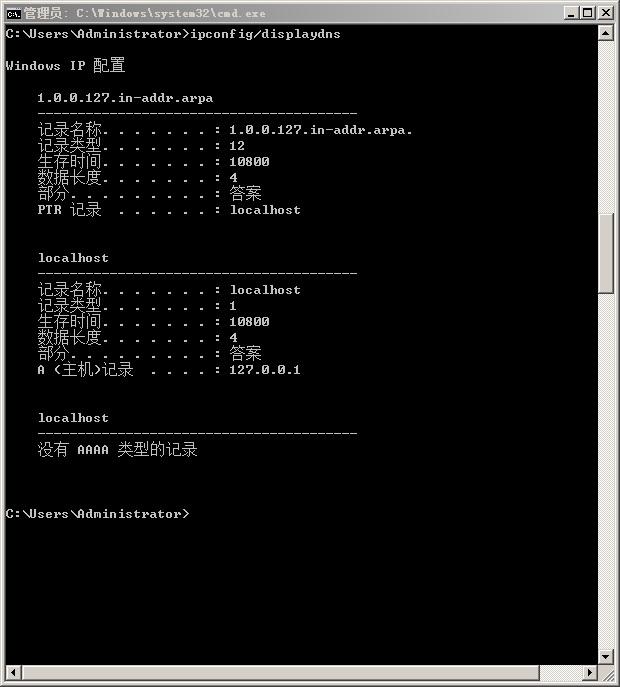 管理员: C:\Windows\system32\cmd.exe
C:\Users\Administrator>ipconfig/displaydns
Windows IP 配置
1.0.0.127.in-addr.arpa
----------------------------------------
记录名称. . . . . . . : 1.0.0.127.in-addr.arpa.
记录类型. . . . . . . : 12
生存时间. . . . . . . : 10800
数据长度. . . . . . . : 4
部分. . . . . . . . . : 答案
PTR 记录  . . . . . . : localhost
localhost
----------------------------------------
记录名称. . . . . . . : localhost
记录类型. . . . . . . : 1
生存时间. . . . . . . : 10800
数据长度. . . . . . . : 4
部分. . . . . . . . . : 答案
A (主机)记录  . . . . : 127.0.0.1
localhost
----------------------------------------
没有 AAAA 类型的记录
C:\Users\Administrator>